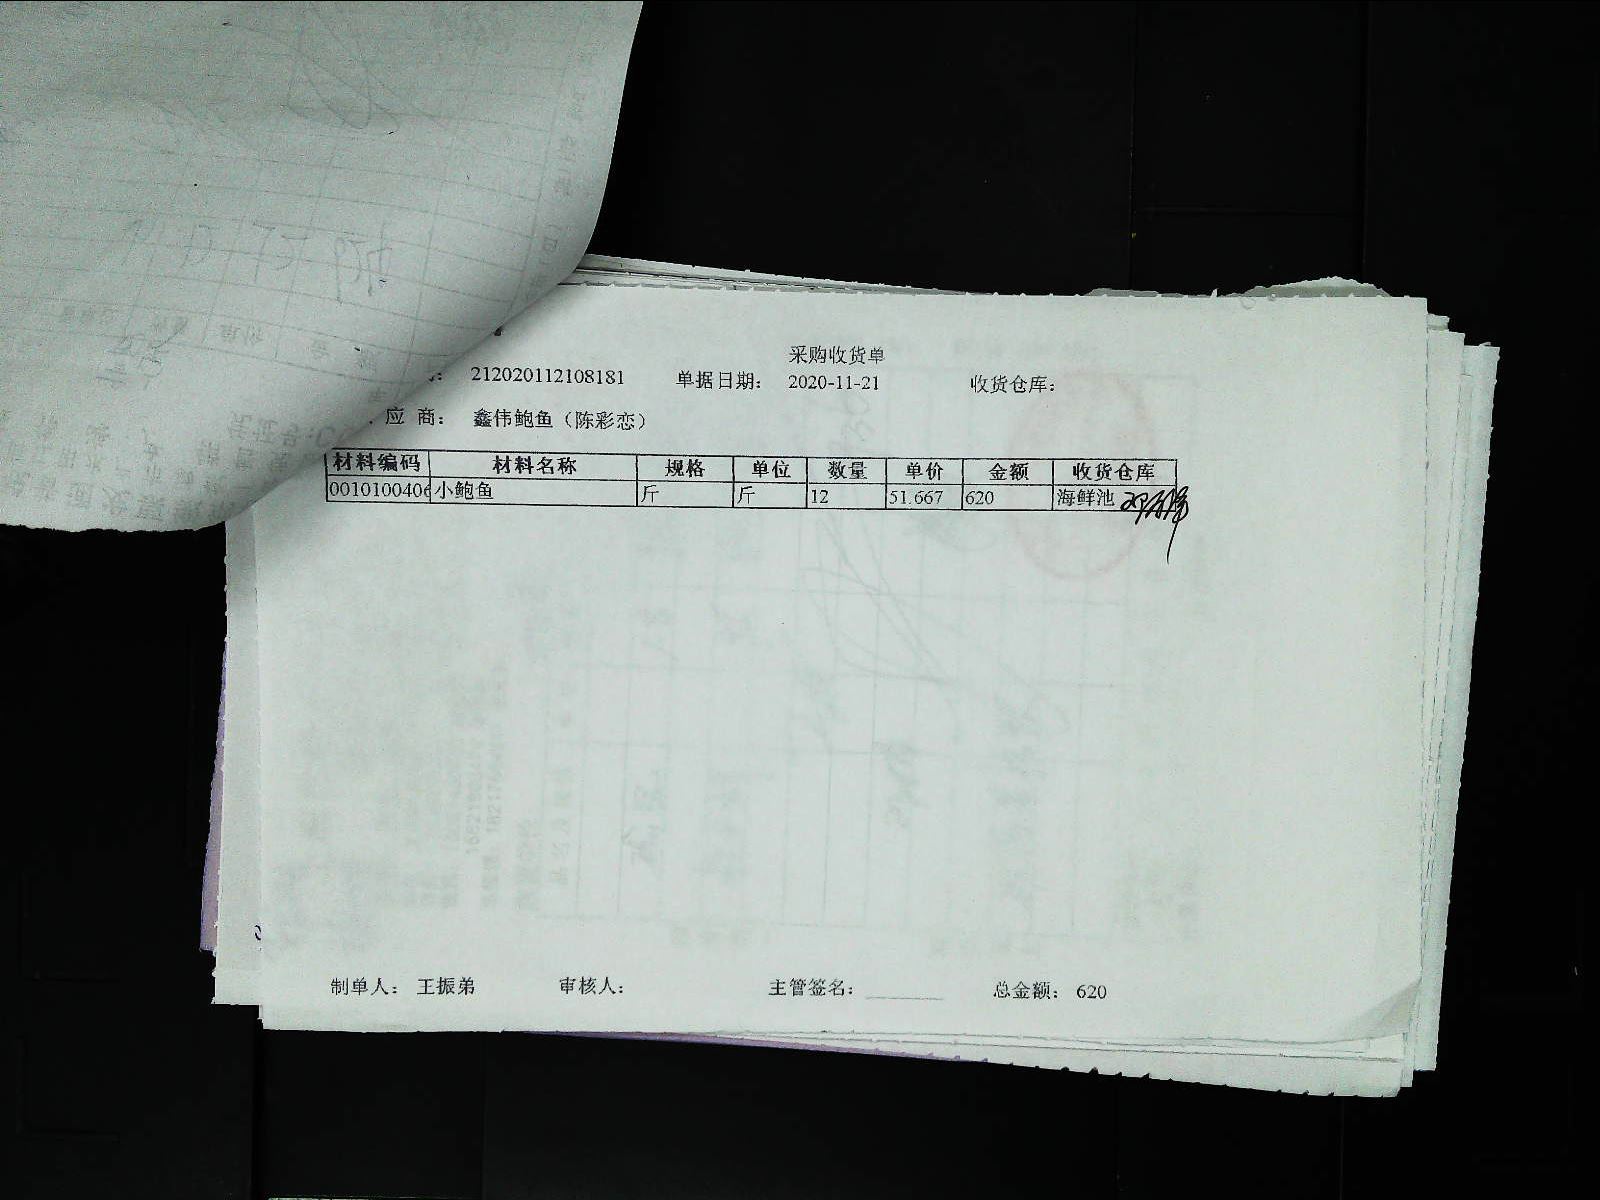 采购收货单
212020112108181 单据日期： 2020-11-21 收货仓库：
应 商： 鑫伟鲍鱼（陈彩恋）
材料编码 材料名称 规格 单位 数量 单价 金额 收货仓库
0010100406 小鲍鱼 斤 斤 12 51.667 620 海鲜池
制单人： 王振弟 审核人： 主管签名： 总金额： 620